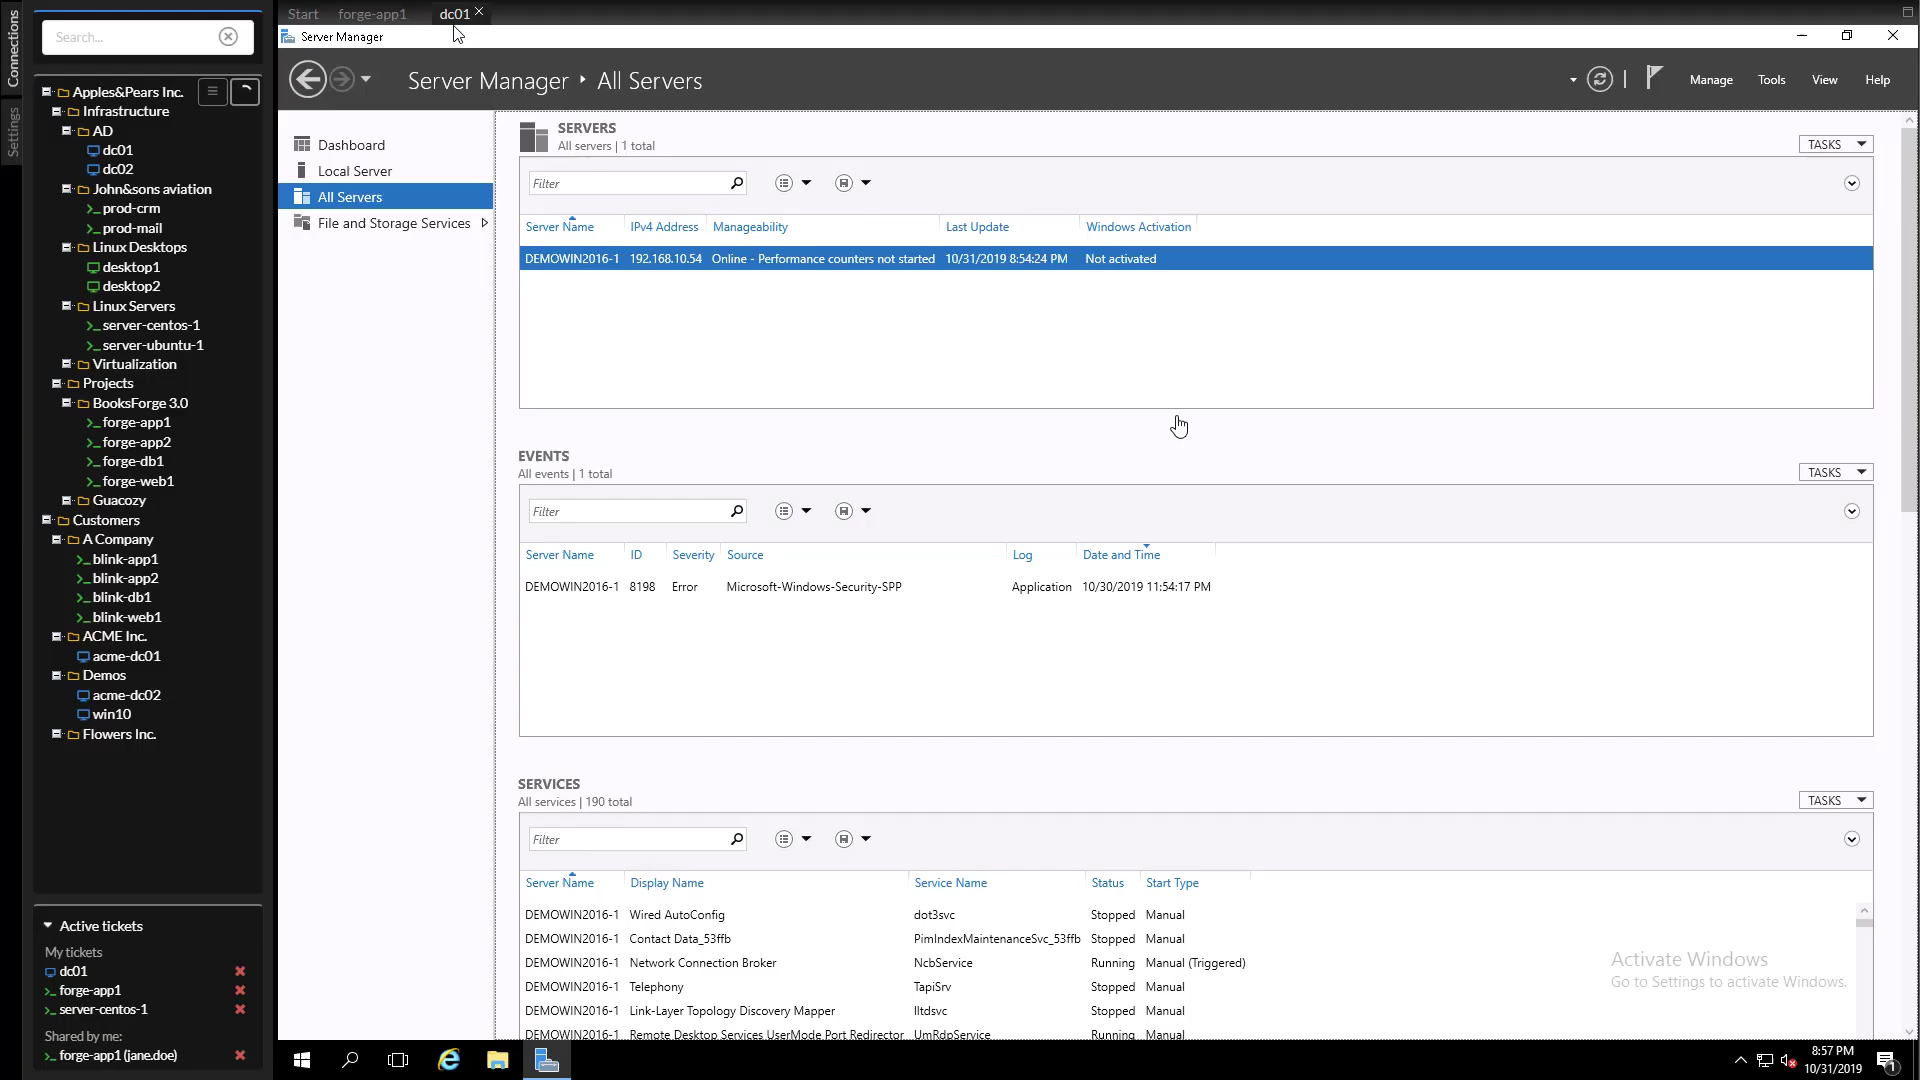 Connections
Settings
Search...
Apples&Pears Inc.
Infrastructure
AD
dc01
dc02
John&sons aviation
prod-crm
prod-mail
Linux Desktops
desktop1
desktop2
Linux Servers
server-centos-1
server-ubuntu-1
Virtualization
Projects
BooksForge 3.0
forge-app1
forge-app2
forge-db1
forge-web1
Guacozy
Customers
A Company
blink-app1
blink-app2
blink-db1
blink-web1
ACME Inc.
acme-dc01
Demos
acme-dc02
win10
Flowers Inc.
Active tickets
My tickets
dc01
forge-app1
server-centos-1
Shared by me:
forge-app1 (jane.doe)
Start forge-app1 dc01
Server Manager
Server Manager All Servers
Manage Tools View Help
Dashboard
Local Server
All Servers
File and Storage Services
SERVERS
All servers | 1 total
TASKS
Filter
Server Name IPv4 Address Manageability Last Update Windows Activation
DEMOWIN2016-1 192.168.10.54 Online - Performance counters not started 10/31/2019 8:54:24 PM Not activated
EVENTS
All events | 1 total
TASKS
Filter
Server Name ID Severity Source Log Date and Time
DEMOWIN2016-1 8198 Error Microsoft-Windows-Security-SPP Application 10/30/2019 11:54:17 PM
SERVICES
All services | 190 total
TASKS
Filter
Server Name Display Name Service Name Status Start Type
DEMOWIN2016-1 Wired AutoConfig dot3svc Stopped Manual
DEMOWIN2016-1 Contact Data_53ffb PimIndexMaintenanceSvc_53ffb Stopped Manual
DEMOWIN2016-1 Network Connection Broker NcbService Running Manual (Triggered)
DEMOWIN2016-1 Telephony TapiSrv Stopped Manual
DEMOWIN2016-1 Link-Layer Topology Discovery Mapper lltdsvc Stopped Manual
DEMOWIN2016-1 Remote Desktop Services UserMode Port Redirector UmRdpService Running Manual
Activate Windows
Go to Settings to activate Windows.
8:57 PM
10/31/2019
1